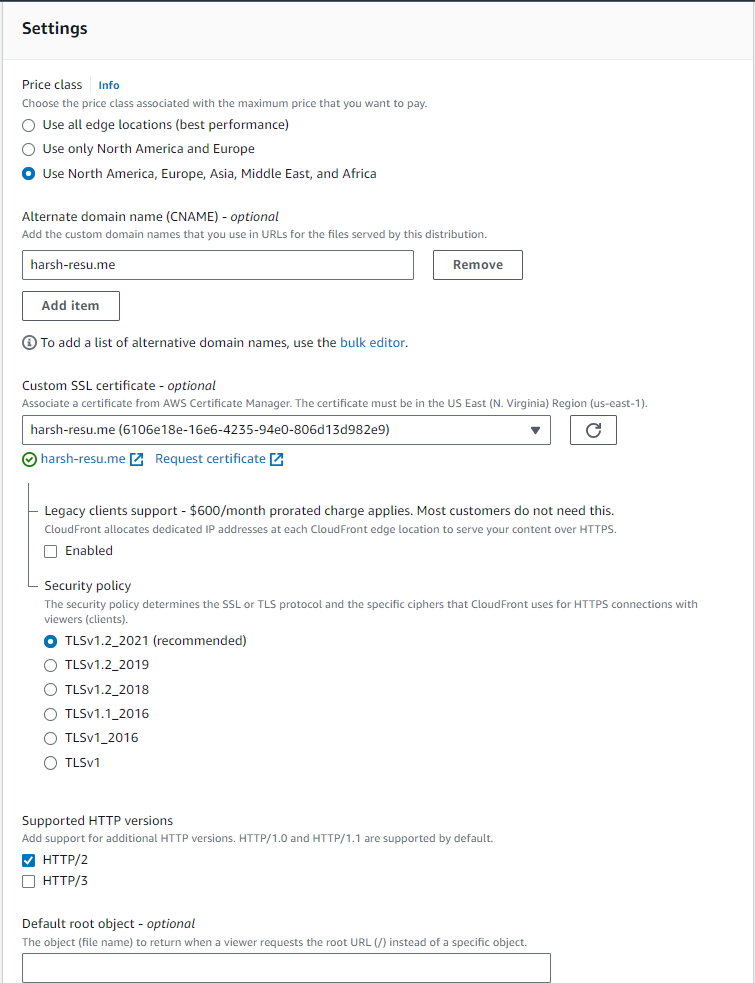 Settings
Price class Info
Choose the price class associated with the maximum price that you want to pay.
Use all edge locations (best performance)
Use only North America and Europe
Use North America, Europe, Asia, Middle East, and Africa
Alternate domain name (CNAME) - optional
Add the custom domain names that you use in URLs for the files served by this distribution.
harsh-resu.me Remove
Add item
To add a list of alternative domain names, use the bulk editor.
Custom SSL certificate - optional
Associate a certificate from AWS Certificate Manager. The certificate must be in the US East (N. Virginia) Region (us-east-1).
harsh-resu.me (6106e18e-16e6-4235-94e0-806d13d982e9)
harsh-resu.me Request certificate
Legacy clients support - $600/month prorated charge applies. Most customers do not need this.
CloudFront allocates dedicated IP addresses at each CloudFront edge location to serve your content over HTTPS.
Enabled
Security policy
The security policy determines the SSL or TLS protocol and the specific ciphers that CloudFront uses for HTTPS connections with
viewers (clients).
TLSv1.2_2021 (recommended)
TLSv1.2_2019
TLSv1.2_2018
TLSv1.1_2016
TLSv1_2016
TLSv1
Supported HTTP versions
Add support for additional HTTP versions. HTTP/1.0 and HTTP/1.1 are supported by default.
HTTP/2
HTTP/3
Default root object - optional
The object (file name) to return when a viewer requests the root URL (/) instead of a specific object.